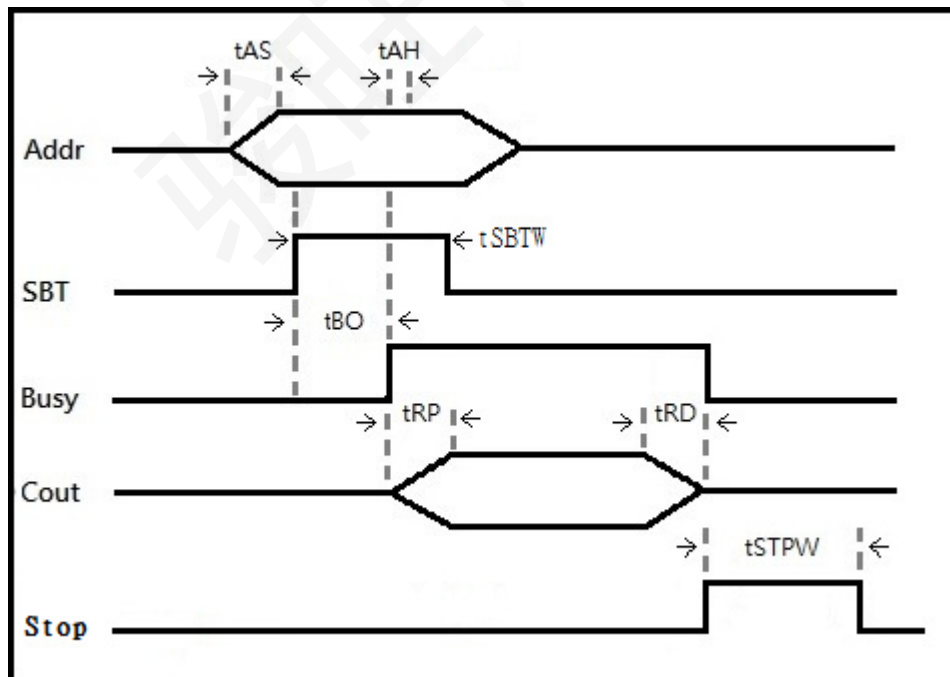 tAS tAH
Addr
tSBTW
SBT
tBO
Busy
tRP tRD
Cout
tSTPW
Stop